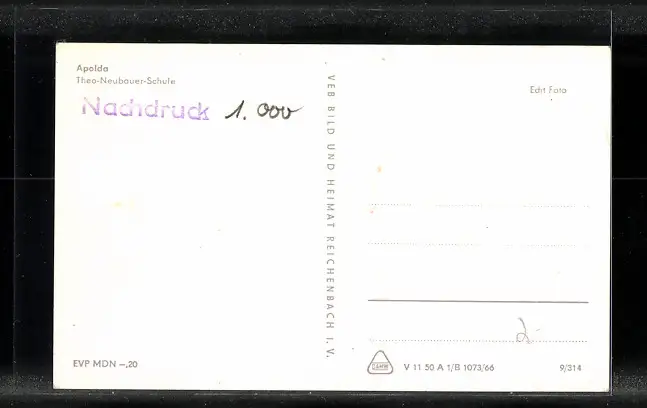 Apolda
Theo-Neubauer-Schule
Nachdruck 1.000
VEB BILD UND HEIMAT REICHENBACH I. V.
Echt Foto
2-
EVP MDN –,20
V 11 50 A 1/B 1073/66
9/314